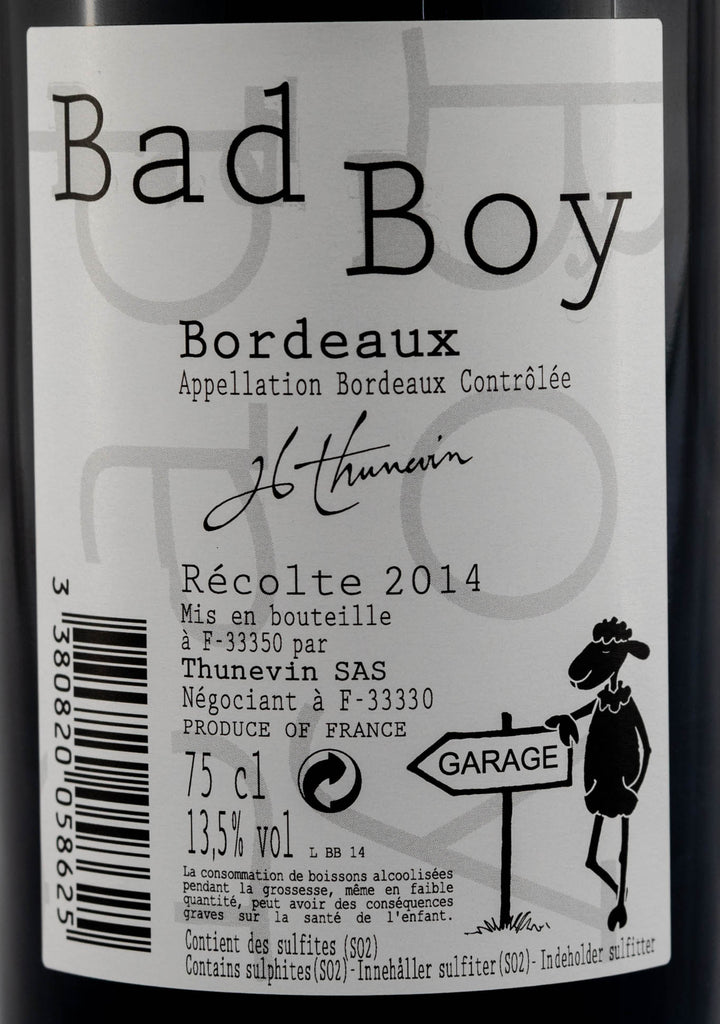 Bad Boy
Bordeaux
Appellation Bordeaux Contrôlée
JL Thunevin
Récolte 2014
Mis en bouteille
à F-33350 par
Thunevin SAS
Négociant à F-33330
PRODUCE OF FRANCE
75 cl
13,5% vol L BB 14
GARAGE
La consommation de boissons alcoolisées
pendant la grossesse, même en faible
quantité, peut avoir des conséquences
graves sur la santé de l'enfant.
Contient des sulfites (SO2)
Contains sulphites(SO2)-Innehåller sulfiter(SO2)- Indeholder sulfitter
3 380820 058625